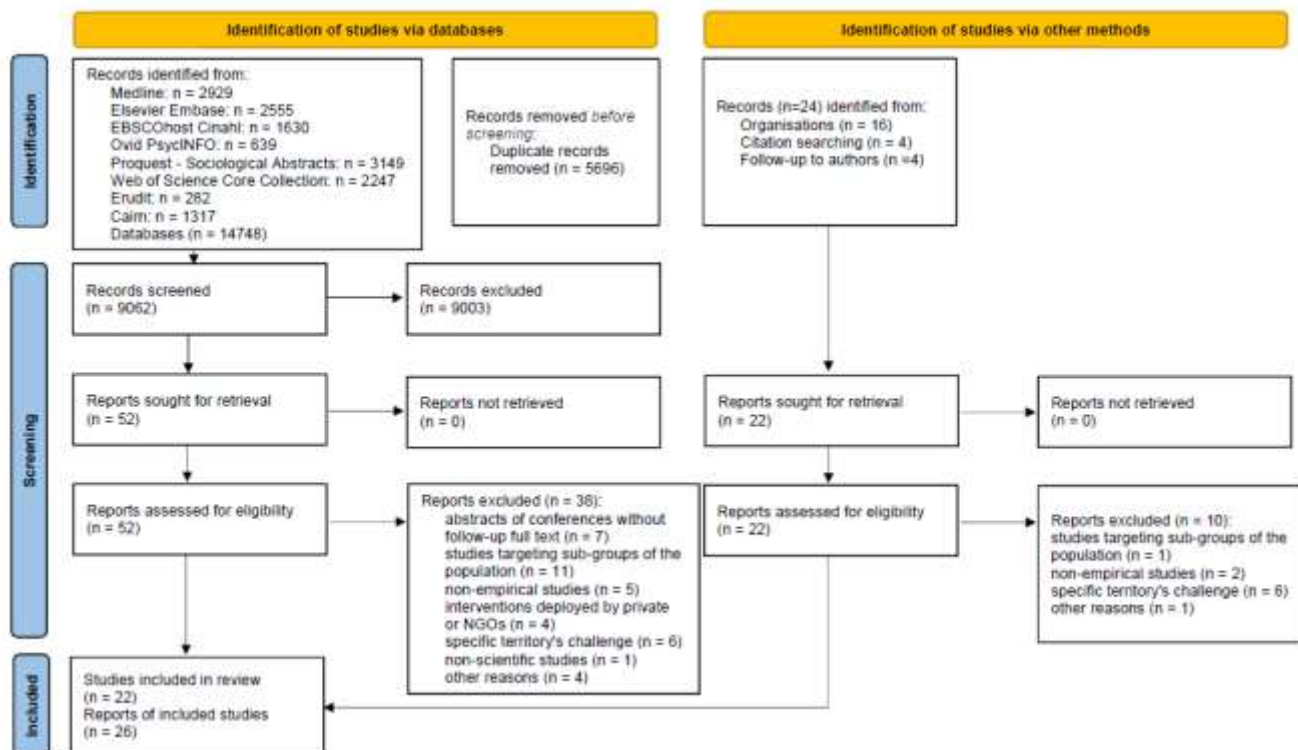 Identification of studies via databases
Identification of studies via other methods
Identification
Records identified from:
Medline: n = 2929
Elsevier Embase: n = 2555
EBSCOhost Cinahl: n = 1630
Ovid PsycINFO: n = 639
Proquest - Sociological Abstracts: n = 3149
Web of Science Core Collection: n = 2247
Erudit: n = 282
Cairn: n = 1317
Databases (n = 14748)
Records removed before
screening:
Duplicate records
removed (n = 5696)
Records (n=24) identified from:
Organisations (n = 16)
Citation searching (n = 4)
Follow-up to authors (n =4)
Screening
Records screened
(n = 9062)
Records excluded
(n = 9003)
Reports sought for retrieval
(n = 52)
Reports not retrieved
(n = 0)
Reports sought for retrieval
(n = 22)
Reports not retrieved
(n = 0)
Reports assessed for eligibility
(n = 52)
Reports excluded (n = 38):
abstracts of conferences without
follow-up full text (n = 7)
studies targeting sub-groups of the
population (n = 11)
non-empirical studies (n = 5)
interventions deployed by private
or NGOs (n = 4)
specific territory's challenge (n = 6)
non-scientific studies (n = 1)
other reasons (n = 4)
Reports assessed for eligibility
(n = 22)
Reports excluded (n = 10):
studies targeting sub-groups of the
population (n = 1)
non-empirical studies (n = 2)
specific territory's challenge (n = 6)
other reasons (n = 1)
Included
Studies included in review
(n = 22)
Reports of included studies
(n = 26)